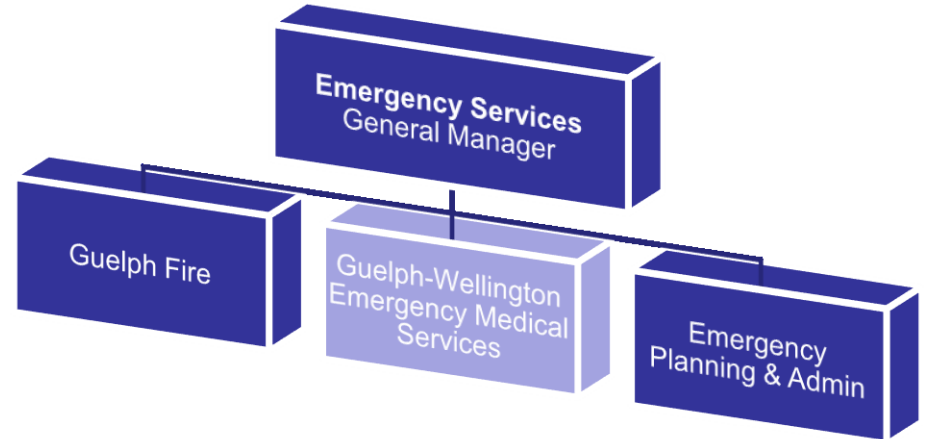 Emergency Services
General Manager
Guelph Fire
Guelph-Wellington
Emergency Medical
Services
Emergency
Planning & Admin